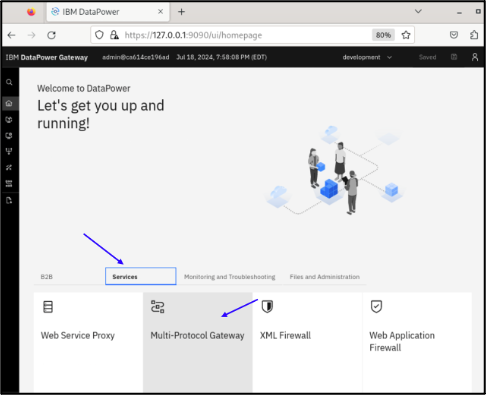 IBM DataPower
https://127.0.0.1:9090/ui/homepage
80%
IBM DataPower Gateway admin@ca614ce196ad Jul 18, 2024, 7:58:08 PM (EDT) development Saved
Welcome to DataPower
Let's get you up and
running!
B2B Services Monitoring and Troubleshooting Files and Administration
Web Service Proxy
Multi-Protocol Gateway
XML Firewall
Web Application
Firewall